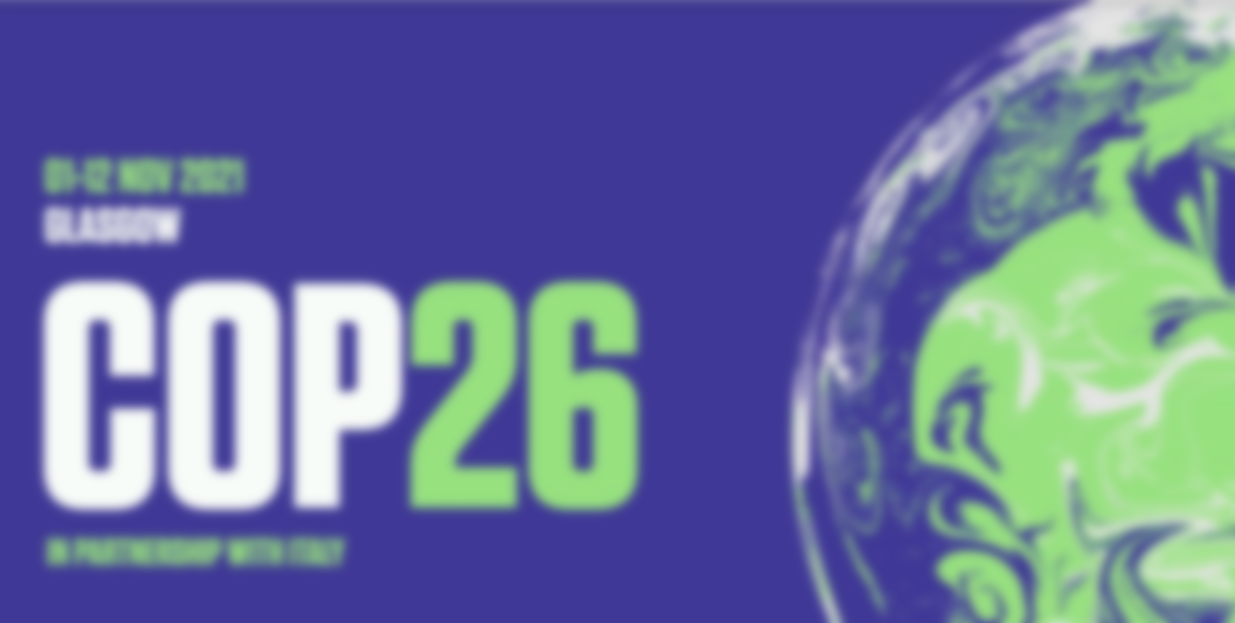 01-12 NOV 2021
GLASGOW
COP26
IN PARTNERSHIP WITH ITALY